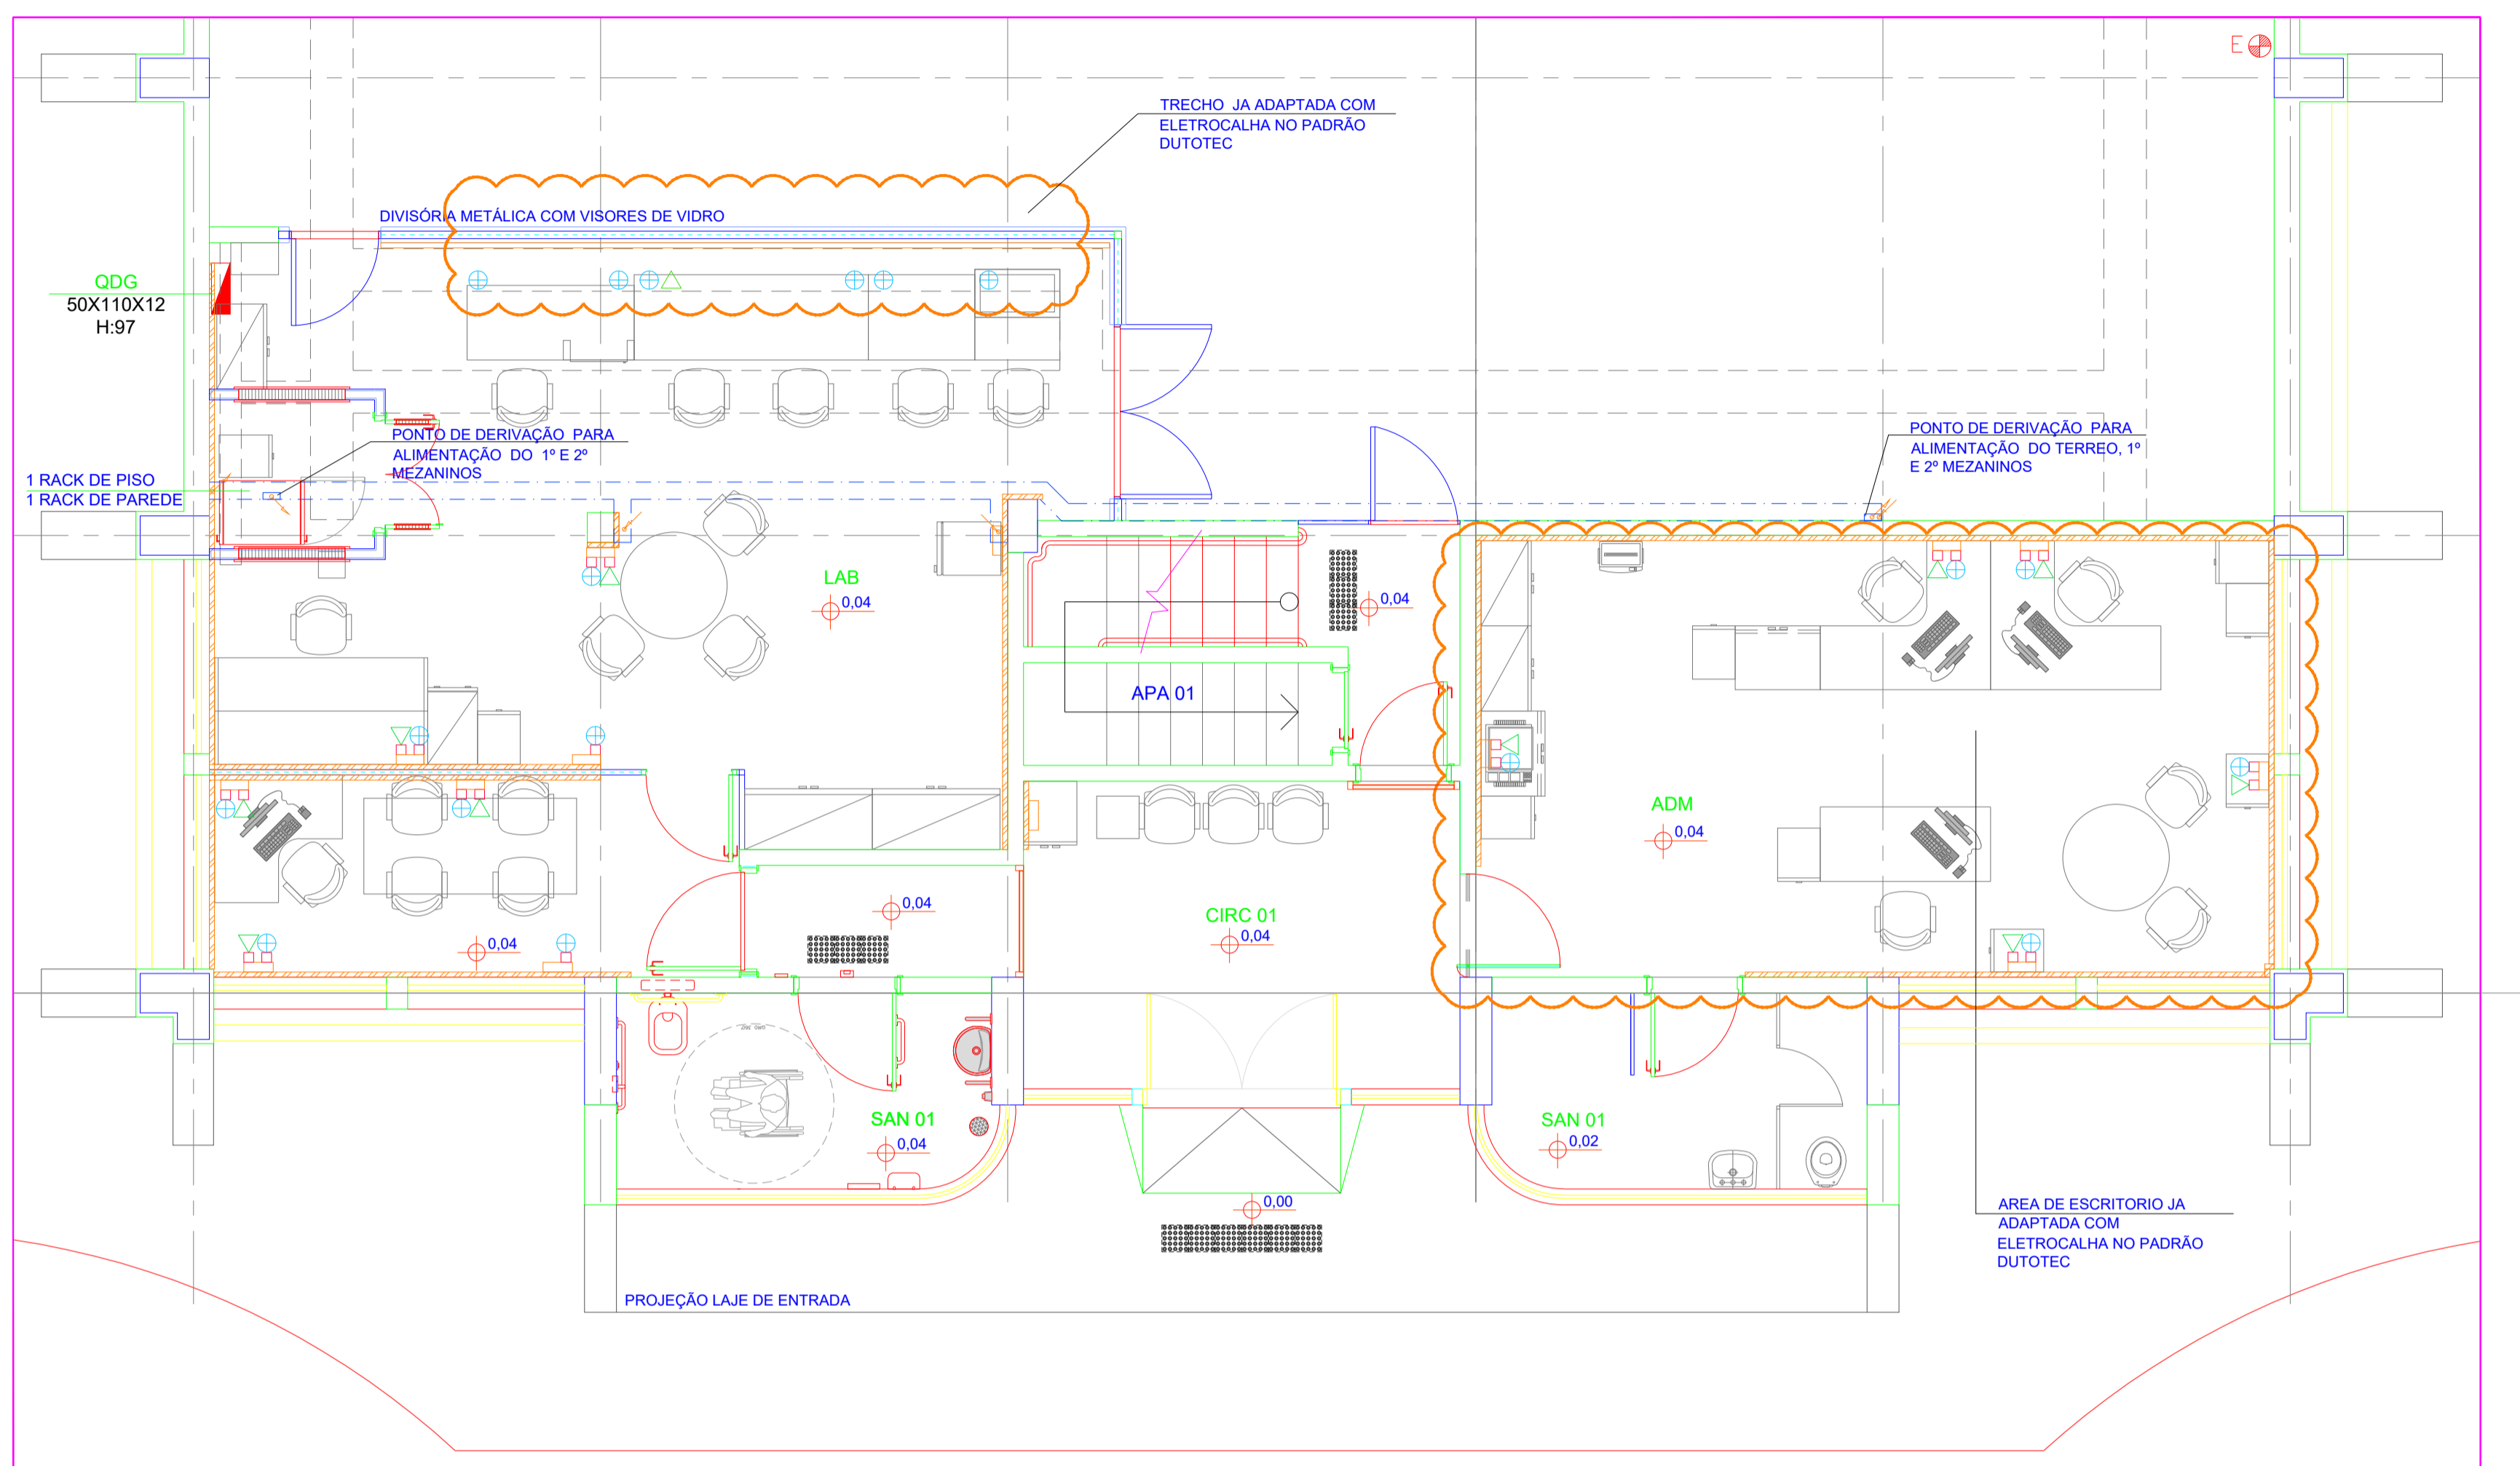 E
TRECHO JA ADAPTADA COM
ELETROCALHA NO PADRÃO
DUTOTEC
DIVISÓRIA METÁLICA COM VISORES DE VIDRO
QDG
50X110X12
H:97
PONTO DE DERIVAÇÃO PARA
ALIMENTAÇÃO DO 1º E 2º
MEZANINOS
PONTO DE DERIVAÇÃO PARA
ALIMENTAÇÃO DO TERREO, 1º
E 2º MEZANINOS
1 RACK DE PISO
1 RACK DE PAREDE
LAB
0,04
0,04
APA 01
ADM
0,04
0,04
CIRC 01
0,04
0,04
SAN 01
0,04
SAN 01
0,02
0,00
AREA DE ESCRITORIO JA
ADAPTADA COM
ELETROCALHA NO PADRÃO
DUTOTEC
PROJEÇÃO LAJE DE ENTRADA